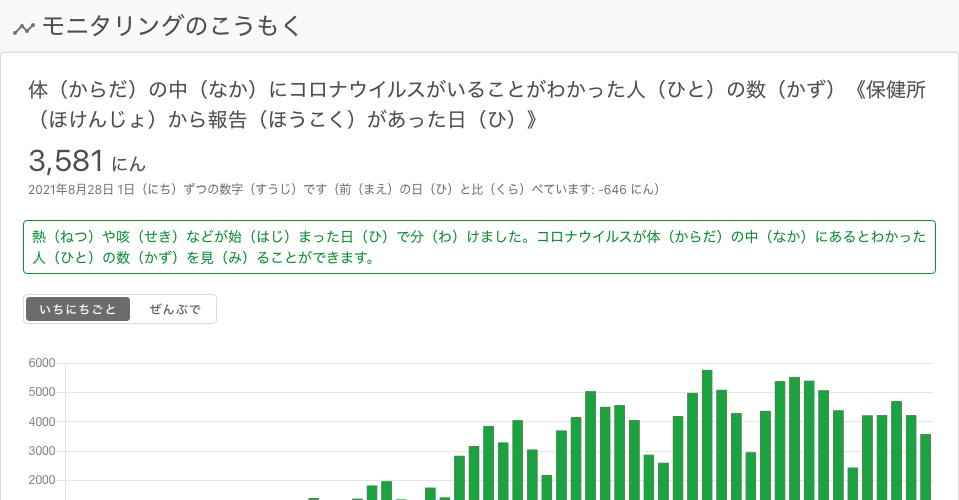 モニタリングのこうもく
体（からだ）の中（なか）にコロナウイルスがいることがわかった人（ひと）の数（かず）《保健所
（ほけんじょ）から報告（ほうこく）があった日（ひ）》
3,581 にん
2021年8月28日 1日（にち）ずつの数字（すうじ）です（前（まえ）の日（ひ）と比（くら）べています: -646 にん）
熱（ねつ）や咳（せき）などが始（はじ）まった日（ひ）で分（わ）けました。コロナウイルスが体（からだ）の中（なか）にあるとわかった
人（ひと）の数（かず）を見（み）ることができます。
いちにちごと ぜんぶで
6000
5000
4000
3000
2000